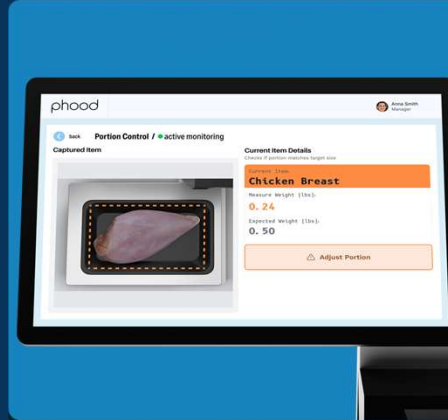 phood
Anna Smith
Manager
back
Portion Control / active monitoring
Captured Item
Current Item Details
Check if portion matches target size
Current Item
Chicken Breast
Measure Weight (lbs).
0.24
Expected Weight (lbs).
0.50
Adjust Portion